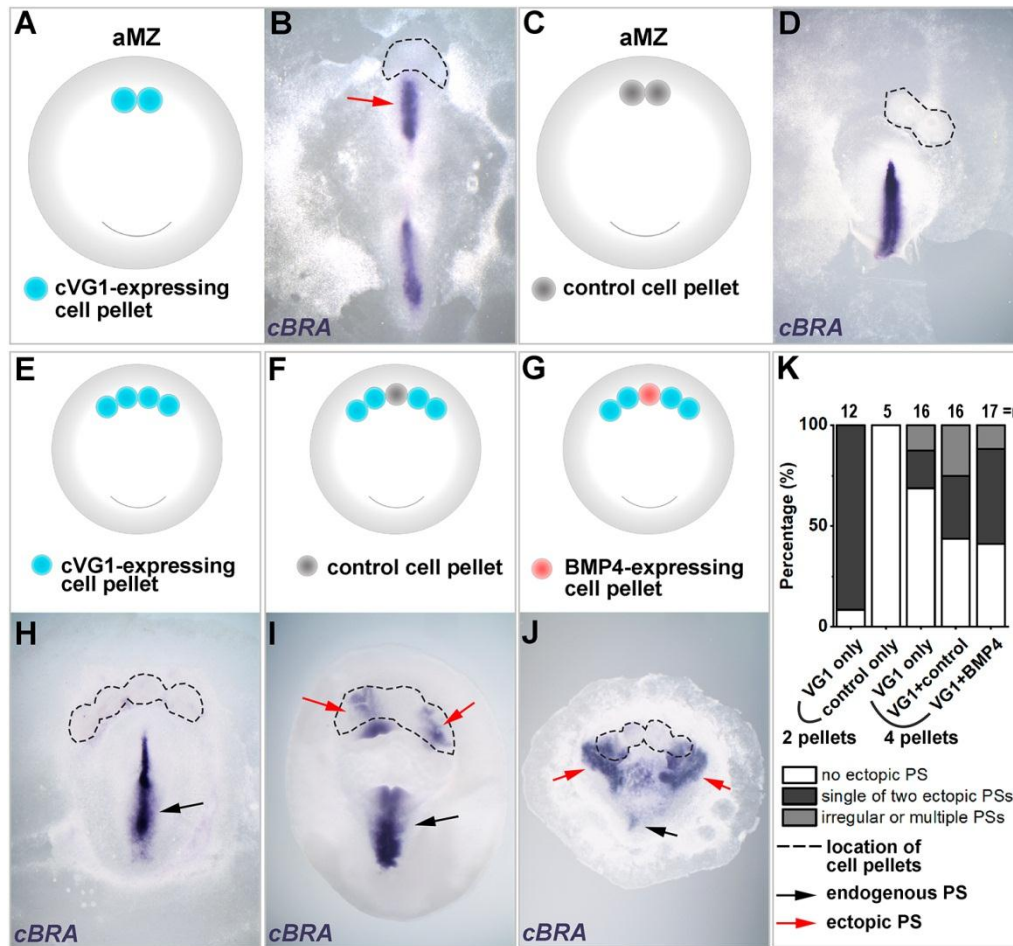 A
aMZ
cVG1-expressing
cell pellet
B
cBRA
C
aMZ
control cell pellet
D
cBRA
E
cVG1-expressing
cell pellet
F
control cell pellet
G
BMP4-expressing
cell pellet
H
cBRA
I
cBRA
J
cBRA
K
12 5 16 16 17 =n
100
50
0
Percentage (%)
VG1 only
control only
VG1 only
VG1+control
VG1+BMP4
2 pellets
4 pellets
no ectopic PS
single of two ectopic PSs
irregular or multiple PSs
location of
cell pellets
endogenous PS
ectopic PS